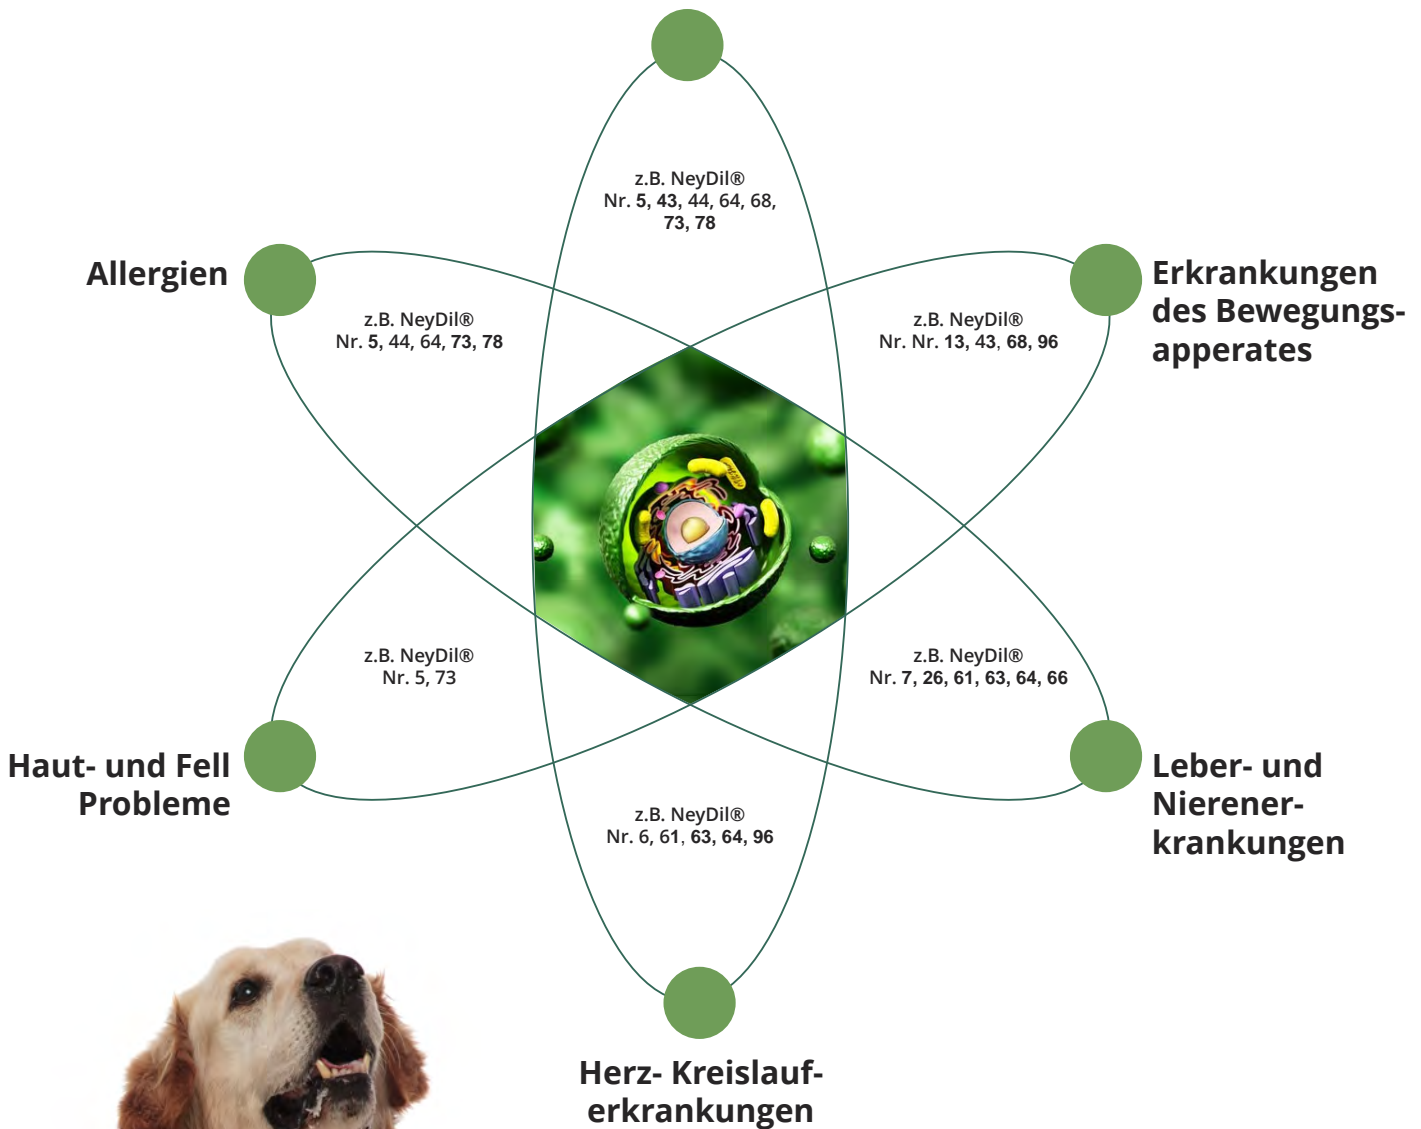 z.B. NeyDil®
Nr. 5, 43, 44, 64, 68,
73, 78
Allergien
z.B. NeyDil®
Nr. 5, 44, 64, 73, 78
z.B. NeyDil®
Nr. Nr. 13, 43, 68, 96
Erkrankungen
des Bewegungs-
apperates
z.B. NeyDil®
Nr. 5, 73
Haut- und Fell
Probleme
z.B. NeyDil®
Nr. 7, 26, 61, 63, 64, 66
Leber- und
Nierener-
krankungen
z.B. NeyDil®
Nr. 6, 61, 63, 64, 96
Herz- Kreislauf-
erkrankungen